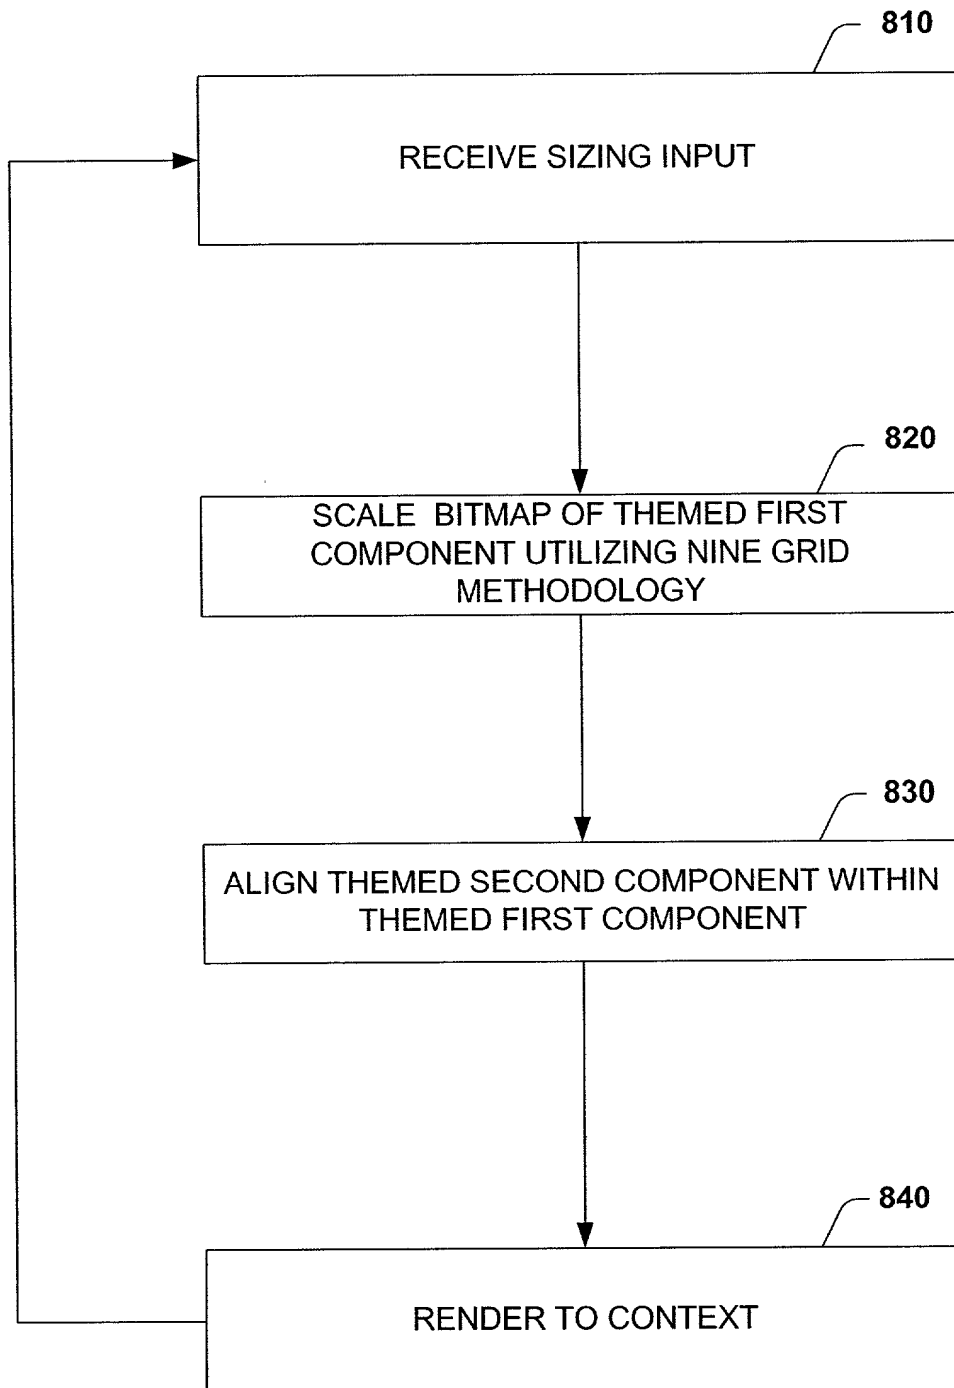 810
RECEIVE SIZING INPUT
820
SCALE BITMAP OF THEMED FIRST
COMPONENT UTILIZING NINE GRID
METHODOLOGY
830
ALIGN THEMED SECOND COMPONENT WITHIN
THEMED FIRST COMPONENT
840
RENDER TO CONTEXT